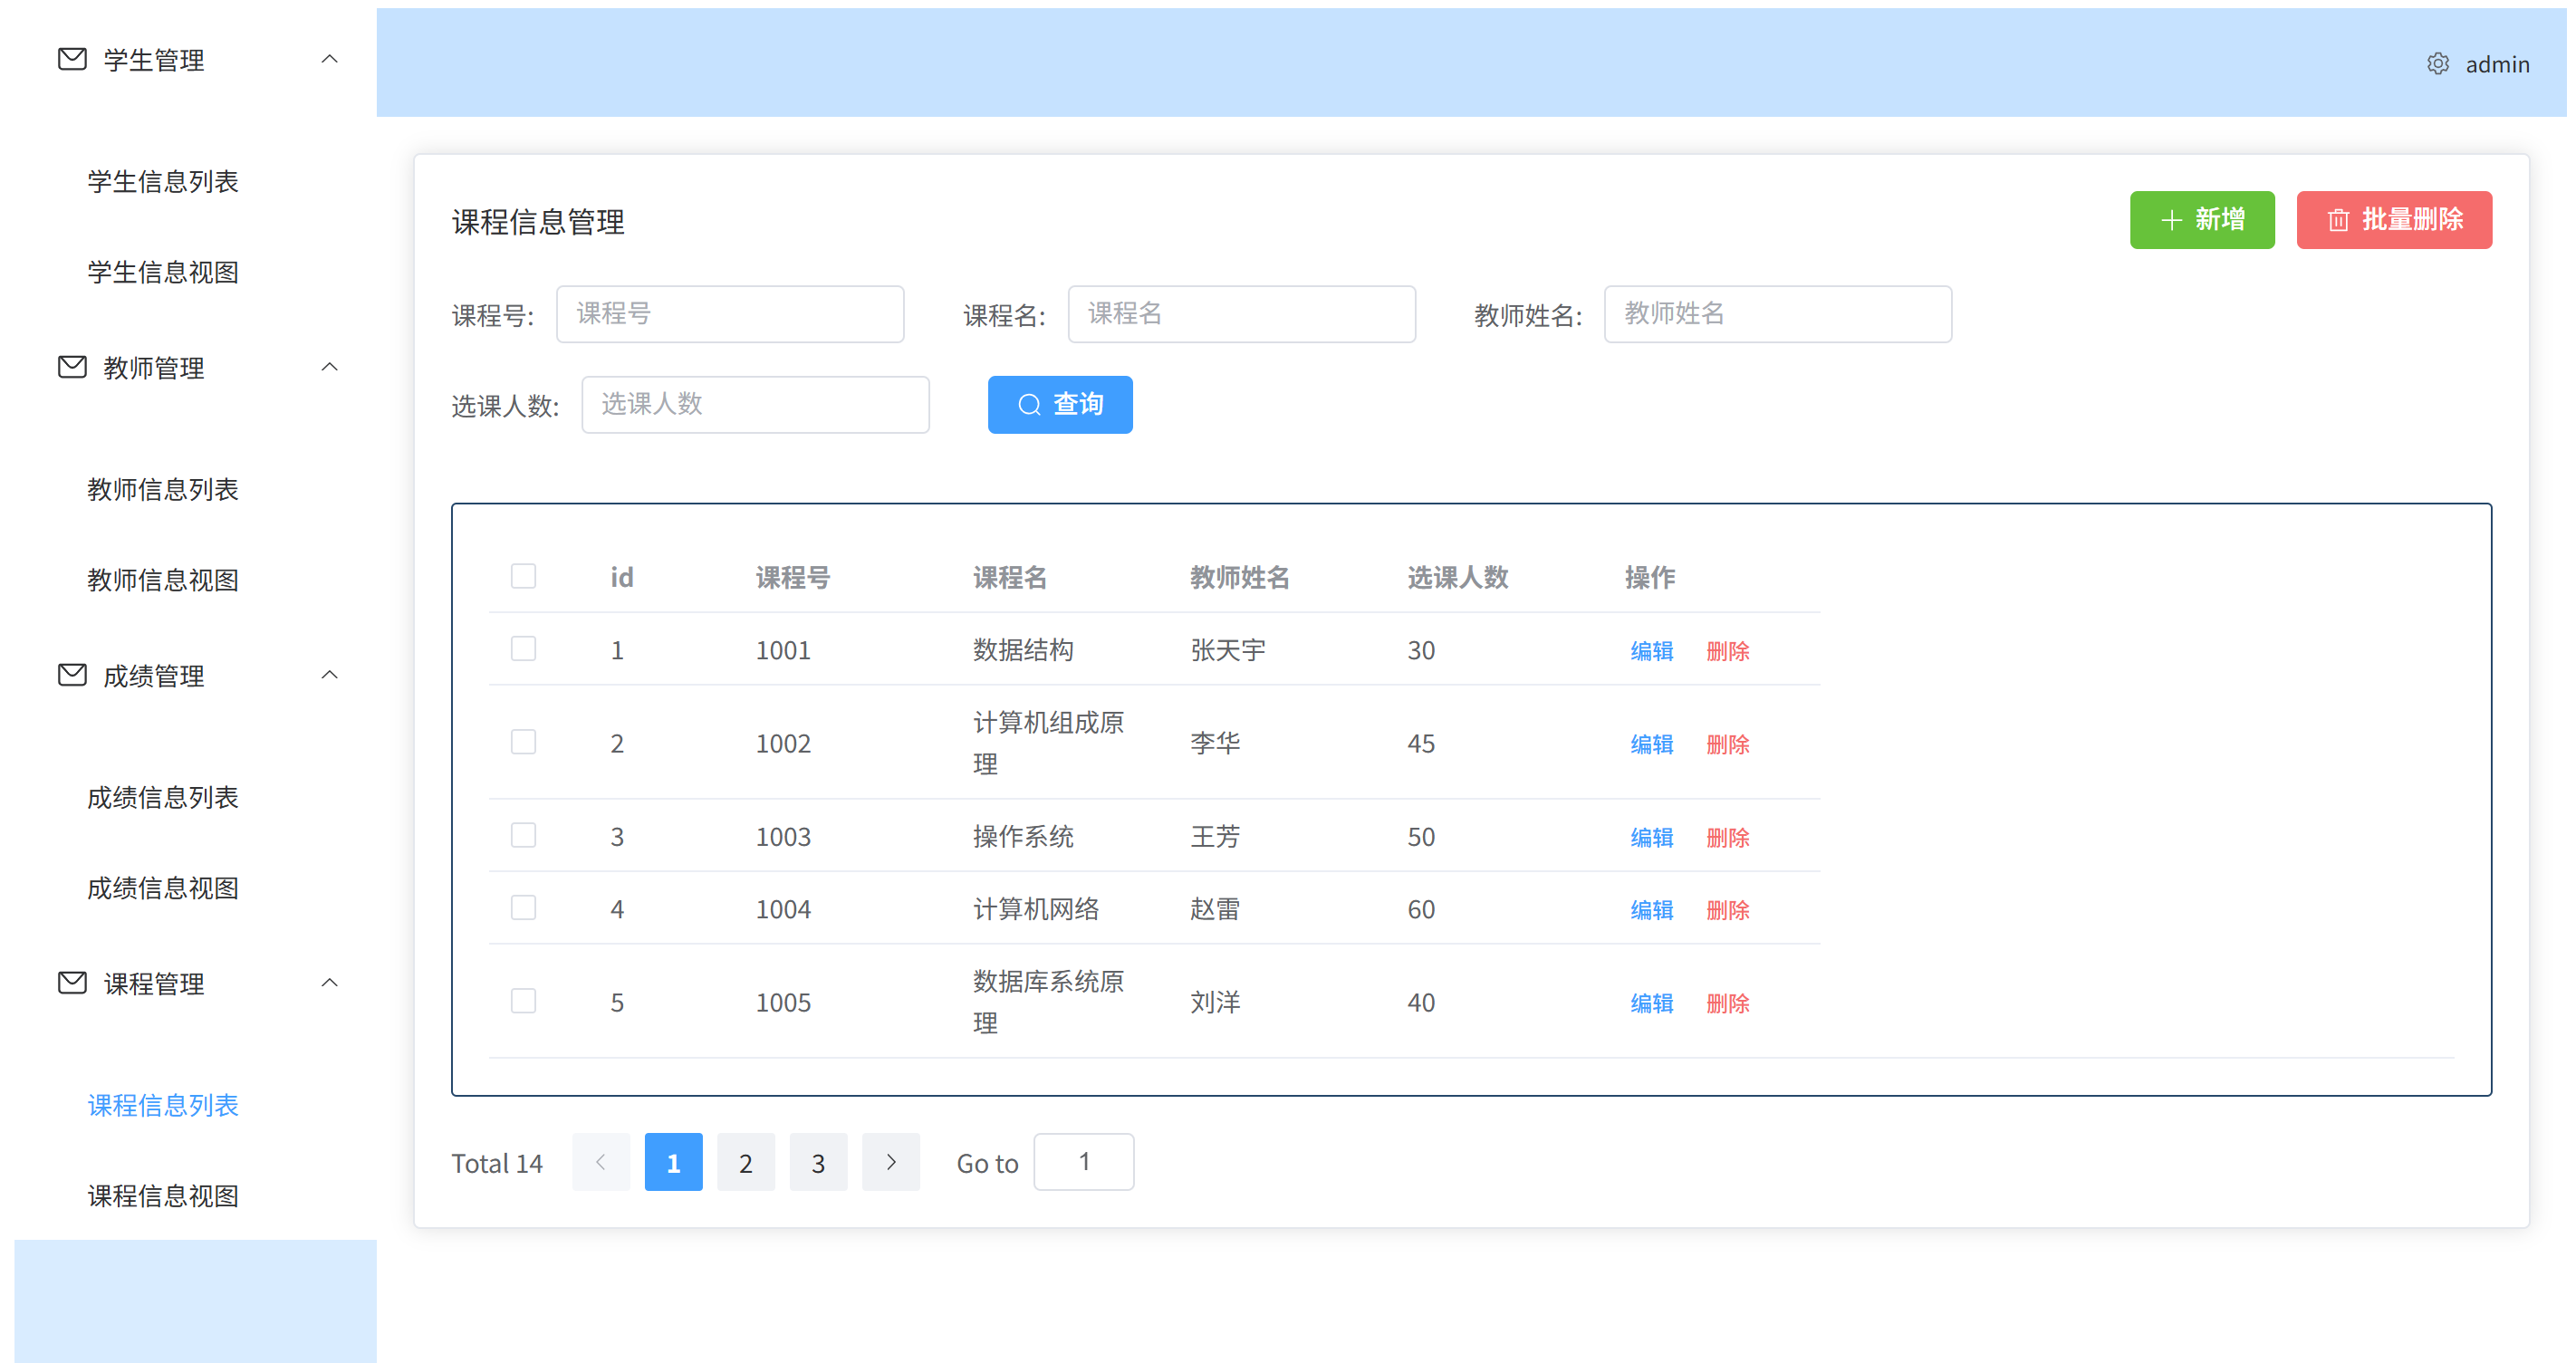 学生管理
学生信息列表
学生信息视图
教师管理
教师信息列表
教师信息视图
成绩管理
成绩信息列表
成绩信息视图
课程管理
课程信息列表
课程信息视图
admin
课程信息管理
新增
批量删除
课程号: 课程号
课程名: 课程名
教师姓名: 教师姓名
选课人数: 选课人数
查询
id 课程号 课程名 教师姓名 选课人数 操作
1 1001 数据结构 张天宇 30 编辑 删除
2 1002 计算机组成原
理 李华 45 编辑 删除
3 1003 操作系统 王芳 50 编辑 删除
4 1004 计算机网络 赵雷 60 编辑 删除
5 1005 数据库系统原
理 刘洋 40 编辑 删除
Total 14 1 2 3 Go to 1